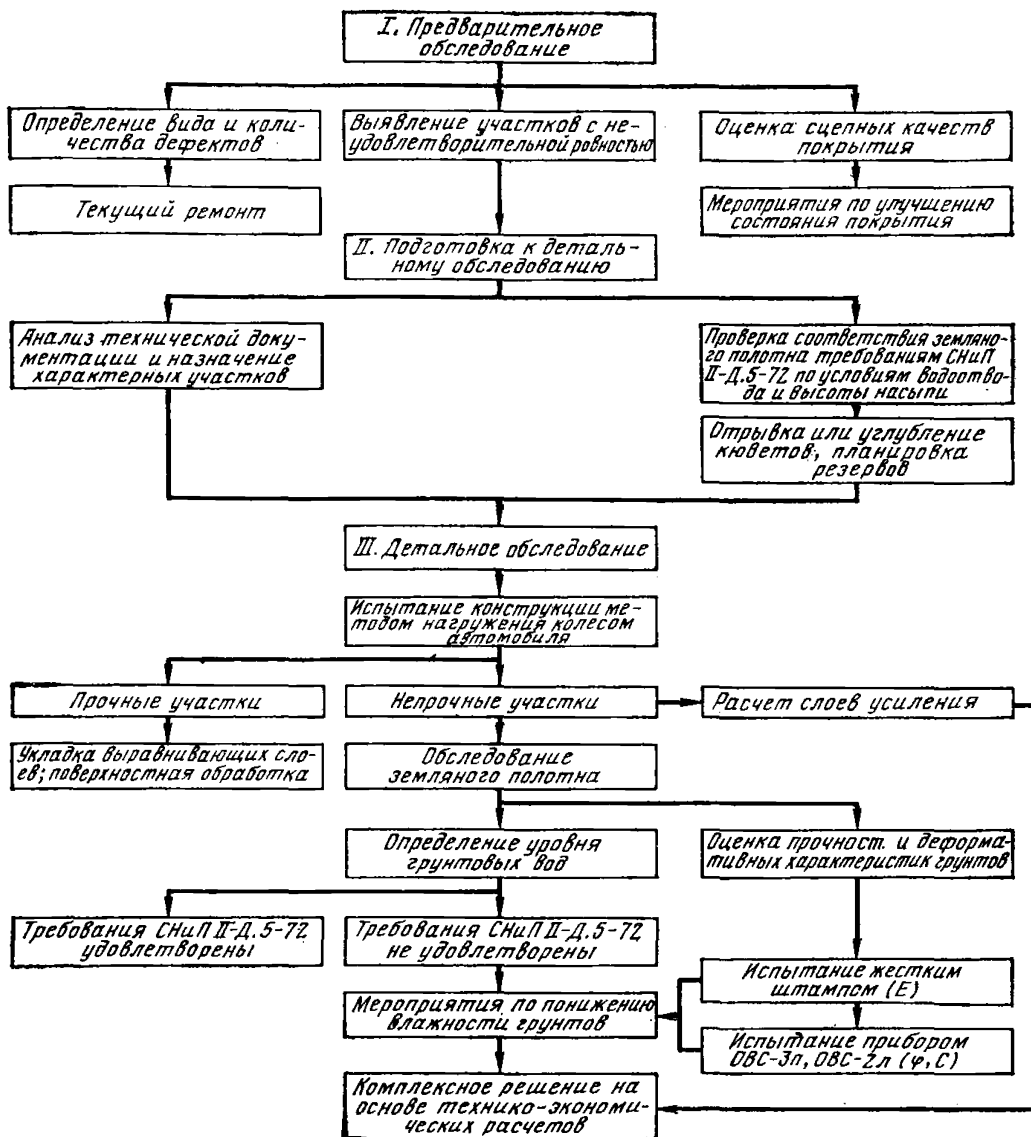 I. Предварительное
обследование
Определение вида и коли-
чества дефектов
Выявление участков с не-
удовлетворительной ровностью
Оценка сцепных качеств
покрытия
Текущий ремонт
Мероприятия по улучшению
состояния покрытия
II. Подготовка к деталь-
ному обследованию
Анализ технической доку-
ментации и назначение
характерных участков
Проверка соответствия земляно-
го полотна требованиям СНиП
II-Д.5-72 по условиям водоотво-
да и высоты насыпи
Отрывка или углубление
кюветов, планировка
резервов
III. Детальное обследование
Испытание конструкции ме-
тодом нагружения колесом
автомобиля
Прочные участки
Непрочные участки
Расчет слоев усиления
Укладка выравнивающих сло-
ев; поверхностная обработка
Обследование
земляного полотна
Определение уровня
грунтовых вод
Оценка прочност. и деформа-
тивных характеристик грунтов
Требования СНиП II-Д.5-72
удовлетворены
Требования СНиП II-Д.5-72
не удовлетворены
Испытание жестким
штампом (E)
Мероприятия по понижению
влажности грунтов
Испытание прибором
ОВС-3п, ОВС-2л (φ, С)
Комплексное решение на
основе технико-экономи-
ческих расчетов